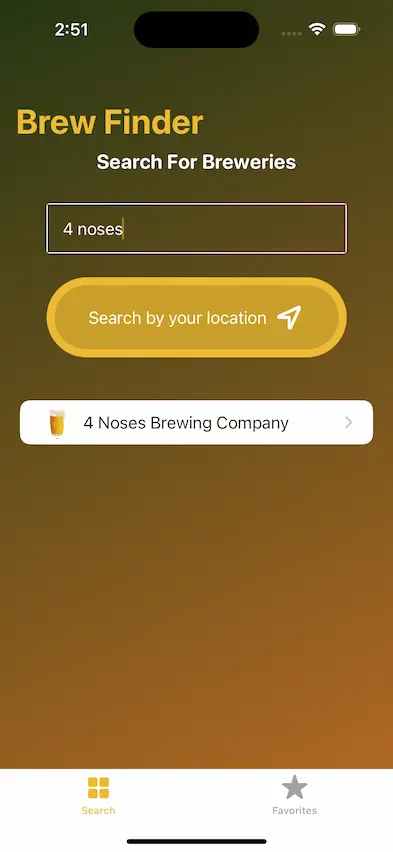 2:51
Brew Finder
Search For Breweries
4 noses
Search by your location
4 Noses Brewing Company
Search
Favorites